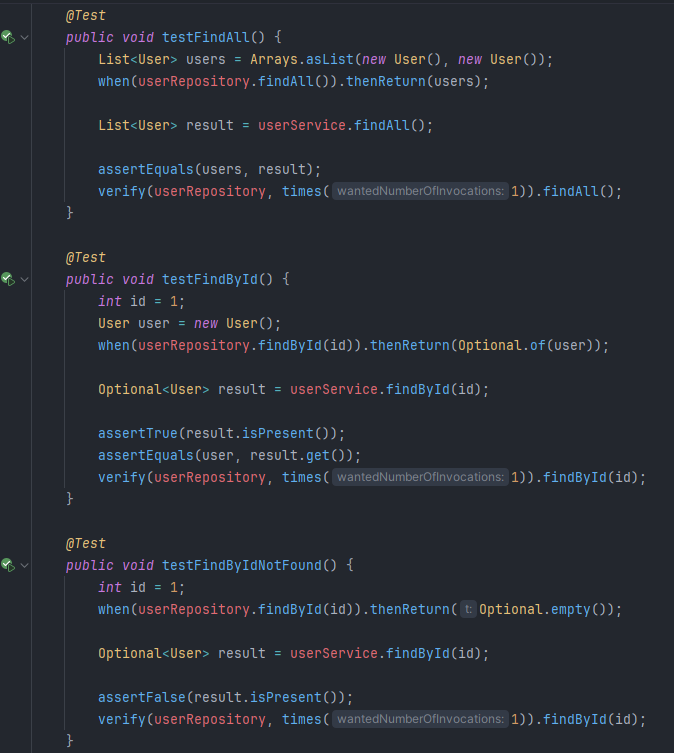 @Test
public void testFindAll() {
List<User> users = Arrays.asList(new User(), new User());
when(userRepository.findAll()).thenReturn(users);
List<User> result = userService.findAll();
assertEquals(users, result);
verify(userRepository, times( wantedNumberOfInvocations: 1)).findAll();
}
@Test
public void testFindById() {
int id = 1;
User user = new User();
when(userRepository.findById(id)).thenReturn(Optional.of(user));
Optional<User> result = userService.findById(id);
assertTrue(result.isPresent());
assertEquals(user, result.get());
verify(userRepository, times( wantedNumberOfInvocations: 1)).findById(id);
}
@Test
public void testFindByIdNotFound() {
int id = 1;
when(userRepository.findById(id)).thenReturn( t: Optional.empty());
Optional<User> result = userService.findById(id);
assertFalse(result.isPresent());
verify(userRepository, times( wantedNumberOfInvocations: 1)).findById(id);
}